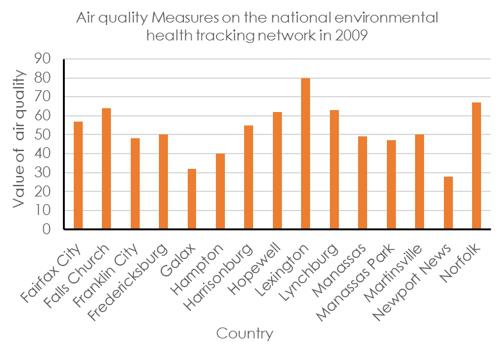 Air quality Measures on the national environmental
health tracking network in 2009
Value of air quality
90
80
70
60
50
40
30
20
10
0
Fairfax City
Falls Church
Franklin City
Fredericksburg
Galax
Hampton
Harrisonburg
Hopewell
Lexington
Lynchburg
Manassas
Manassas Park
Martinsville
Newport News
Norfolk
Country